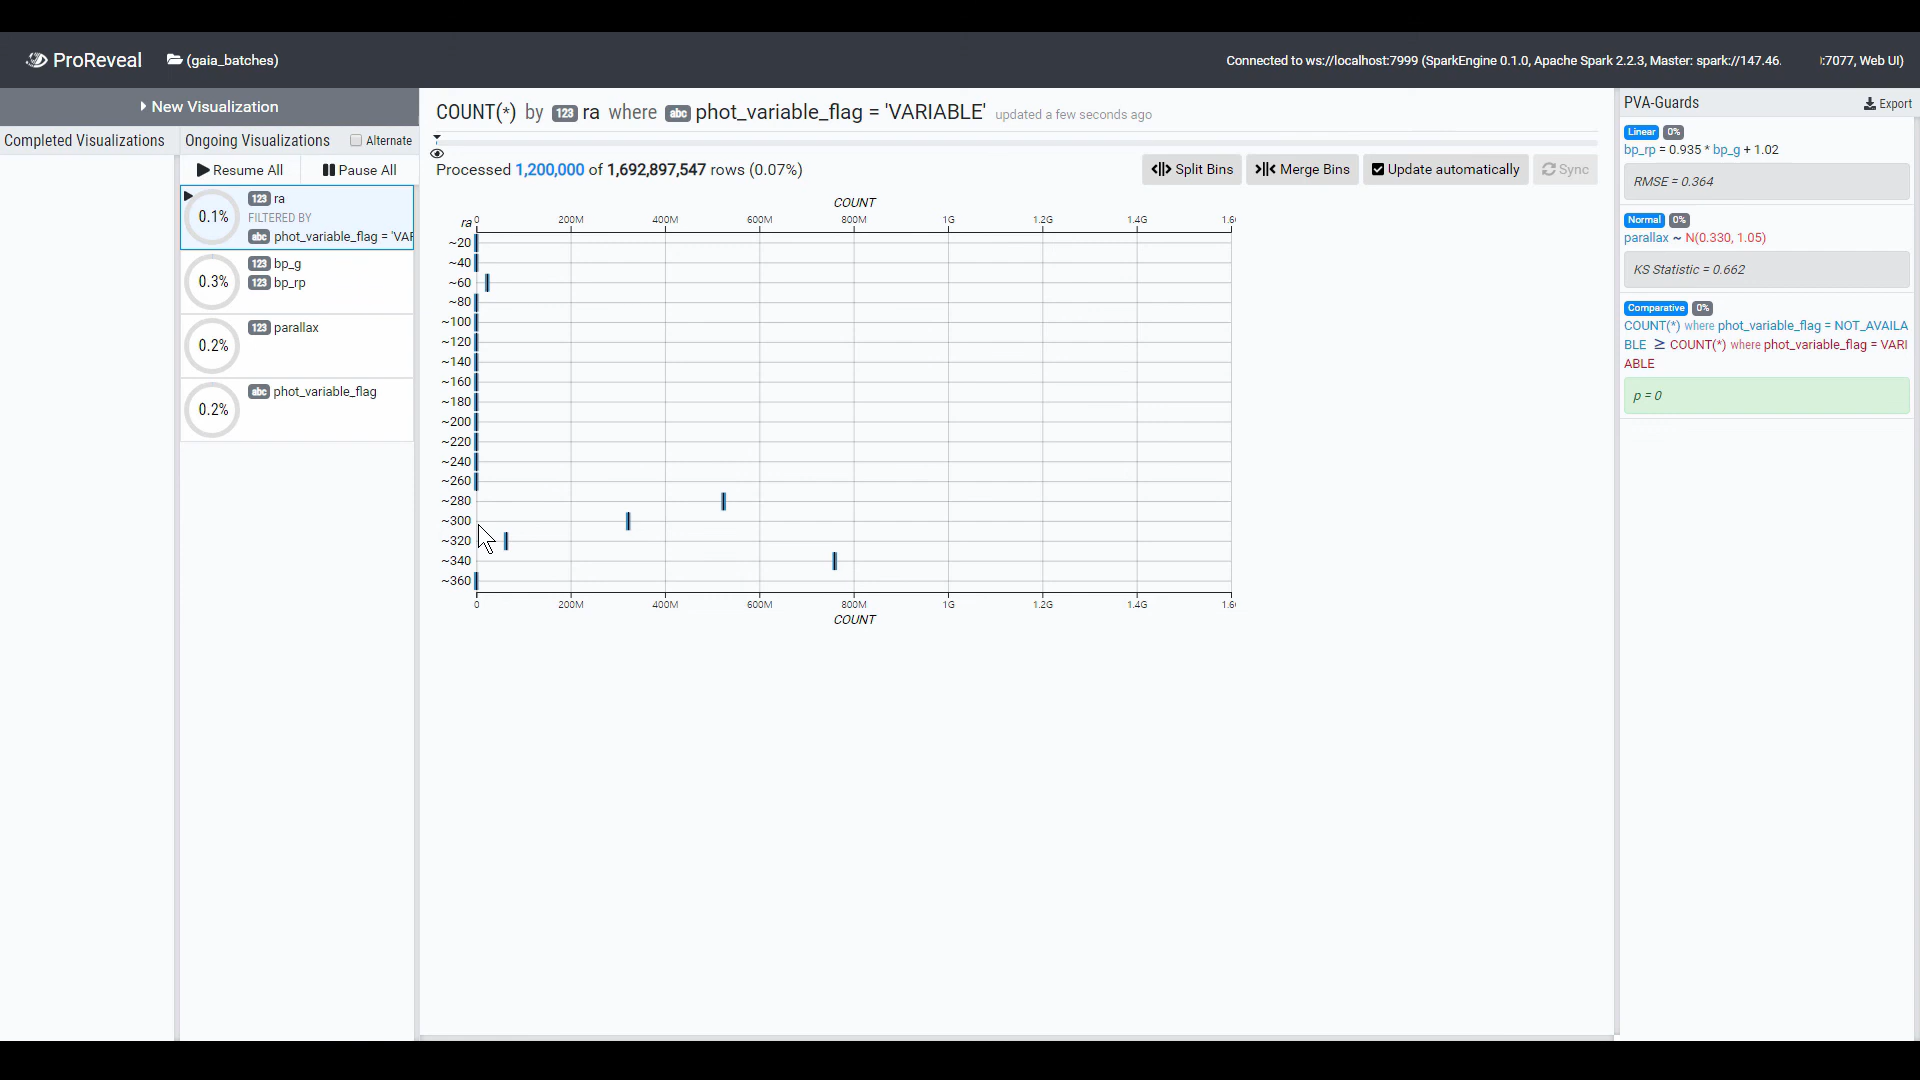 ProReveal (gaia_batches)
Connected to ws://localhost:7999 (SparkEngine 0.1.0, Apache Spark 2.2.3, Master: spark://147.46. :7077, Web UI)
New Visualization
Completed Visualizations
Ongoing Visualizations Alternate
Resume All Pause All
0.1%
123 ra
FILTERED BY
abc phot_variable_flag = 'VAR
0.3%
123 bp_g
123 bp_rp
0.2%
123 parallax
0.2%
abc phot_variable_flag
COUNT(*) by 123 ra where abc phot_variable_flag = 'VARIABLE' updated a few seconds ago
Processed 1,200,000 of 1,692,897,547 rows (0.07%)
Split Bins Merge Bins Update automatically Sync
COUNT
ra 0 200M 400M 600M 800M 1G 1.2G 1.4G 1.6
~20
~40
~60
~80
~100
~120
~140
~160
~180
~200
~220
~240
~260
~280
~300
~320
~340
~360
0 200M 400M 600M 800M 1G 1.2G 1.4G 1.6
COUNT
PVA-Guards Export
Linear 0%
bp_rp = 0.935 * bp_g + 1.02
RMSE = 0.364
Normal 0%
parallax ~ N(0.330, 1.05)
KS Statistic = 0.662
Comparative 0%
COUNT(*) where phot_variable_flag = NOT_AVAILA
BLE ≥ COUNT(*) where phot_variable_flag = VARI
ABLE
p = 0